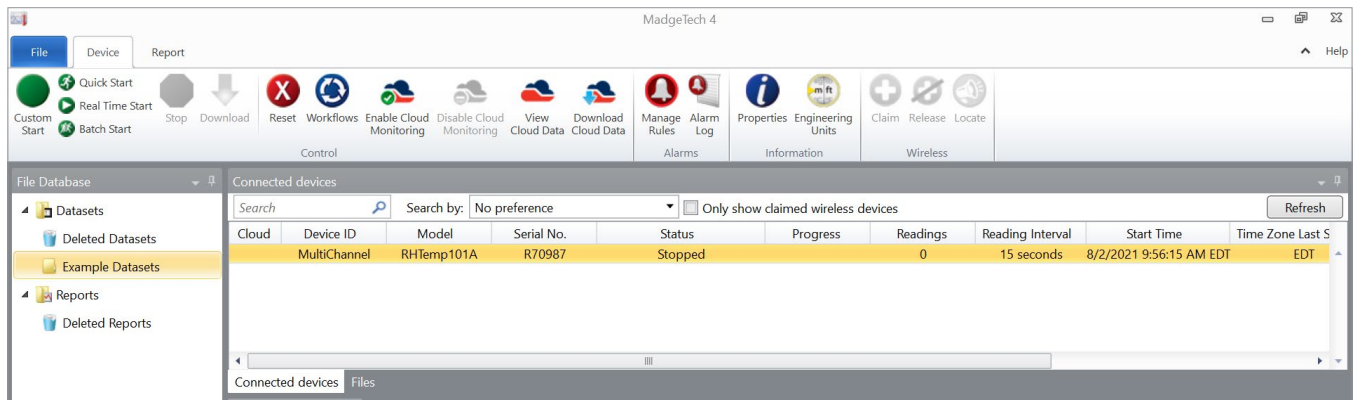 MadgeTech 4
File Device Report Help
Custom Start
Quick Start
Real Time Start
Batch Start
Stop
Download
Reset
Workflows
Enable Cloud Monitoring
Disable Cloud Monitoring
View Cloud Data
Download Cloud Data
Control
Manage Rules
Alarm Log
Alarms
Properties
m ft
Engineering Units
Information
Claim
Release
Locate
Wireless
File Database
Datasets
Deleted Datasets
Example Datasets
Reports
Deleted Reports
Connected devices
Search Search by: No preference Only show claimed wireless devices Refresh
Cloud Device ID Model Serial No. Status Progress Readings Reading Interval Start Time Time Zone Last S
MultiChannel RHTemp101A R70987 Stopped 0 15 seconds 8/2/2021 9:56:15 AM EDT EDT
Connected devices Files